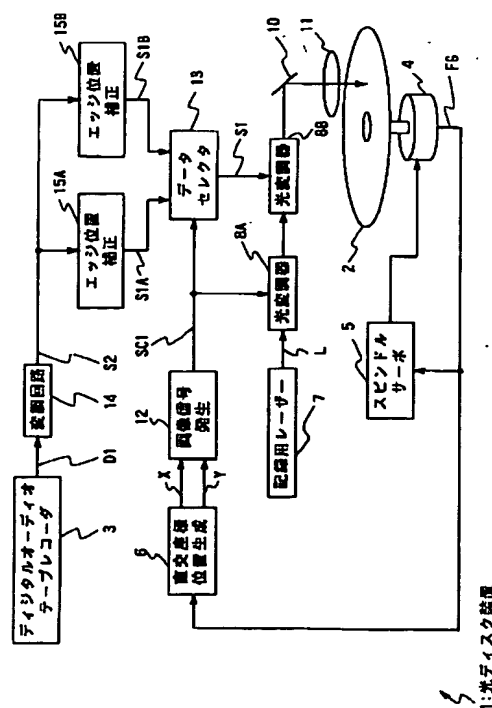 ディジタルオーディオ
テープレコーダ
3
D1
変調回路
14
S2
15A
エッジ位置
補正
S1A
15B
エッジ位置
補正
S1B
13
データ
セレクタ
S1
SC1
12
画像信号
発生
X
Y
6
直交座標
位置生成
記録用レーザー
7
L
8A
光変調器
光変調器
8B
10
11
2
4
FG
5
スピンドル
サーボ
1:光ディスク装置